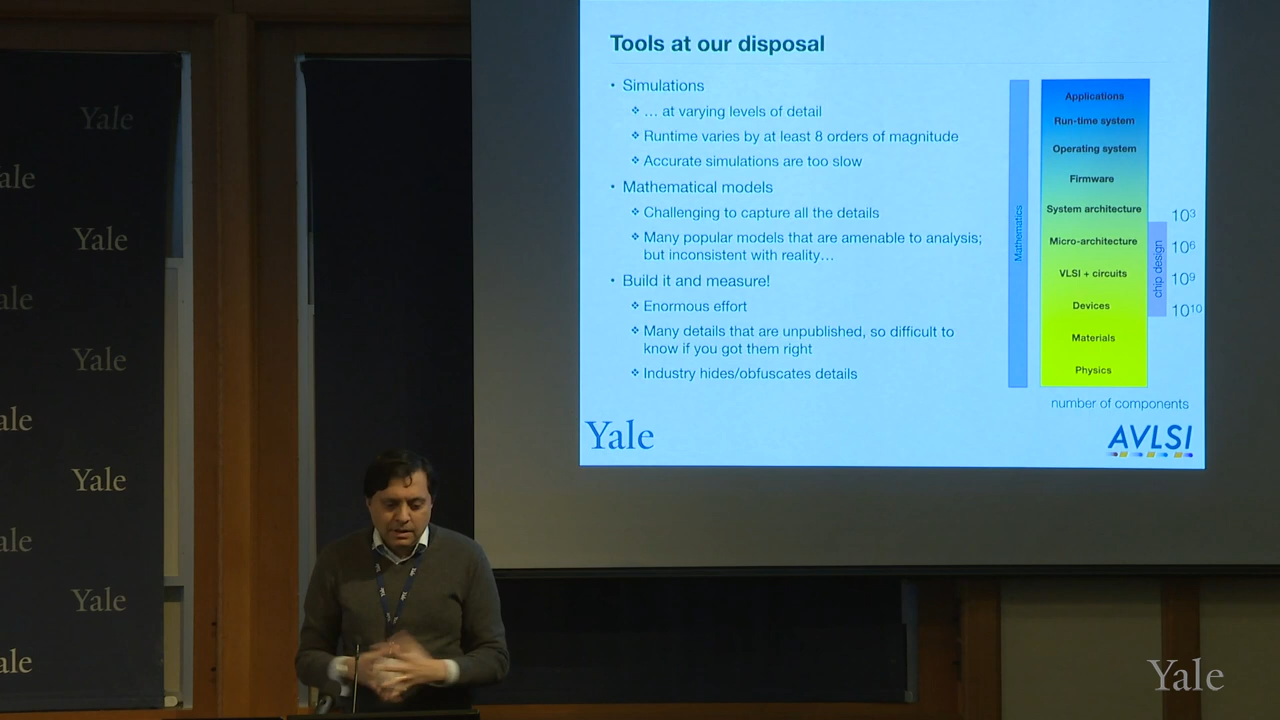 Tools at our disposal
• Simulations
❖ … at varying levels of detail
❖ Runtime varies by at least 8 orders of magnitude
❖ Accurate simulations are too slow
• Mathematical models
❖ Challenging to capture all the details
❖ Many popular models that are amenable to analysis;
but inconsistent with reality…
• Build it and measure!
❖ Enormous effort
❖ Many details that are unpublished, so difficult to
know if you got them right
❖ Industry hides/obfuscates details
Mathematics
Applications
Run-time system
Operating system
Firmware
System architecture
Micro-architecture
VLSI + circuits
Devices
Materials
Physics
chip design
10³
10⁶
10⁹
10¹⁰
number of components
Yale
AVLSI
Yale
ale
Yale
ale
Yale
ale
Yale
ale
Yale
ale
Yale